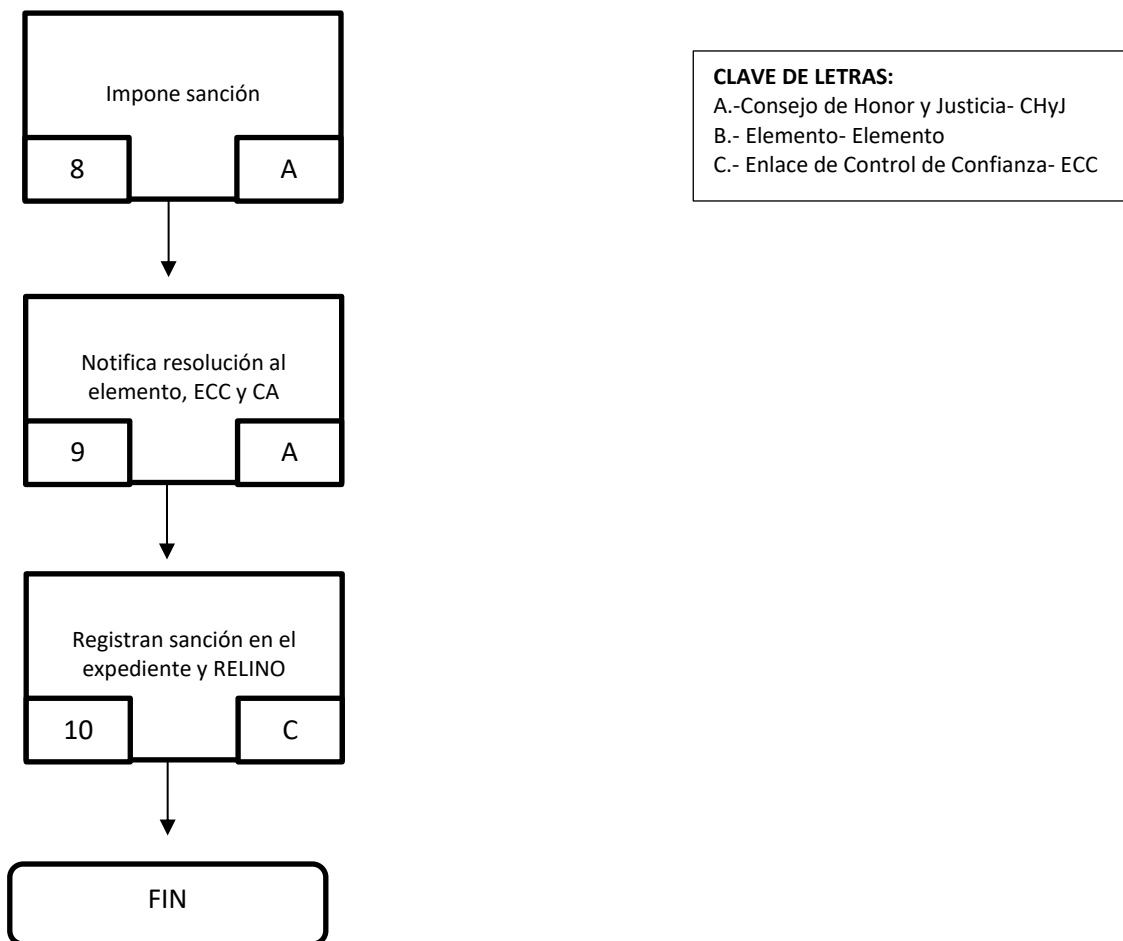 Impone sanción
8
A
CLAVE DE LETRAS:
A.-Consejo de Honor y Justicia- CHyJ
B.- Elemento- Elemento
C.- Enlace de Control de Confianza- ECC
Notifica resolución al
elemento, ECC y CA
9
A
Registran sanción en el
expediente y RELINO
10
C
FIN